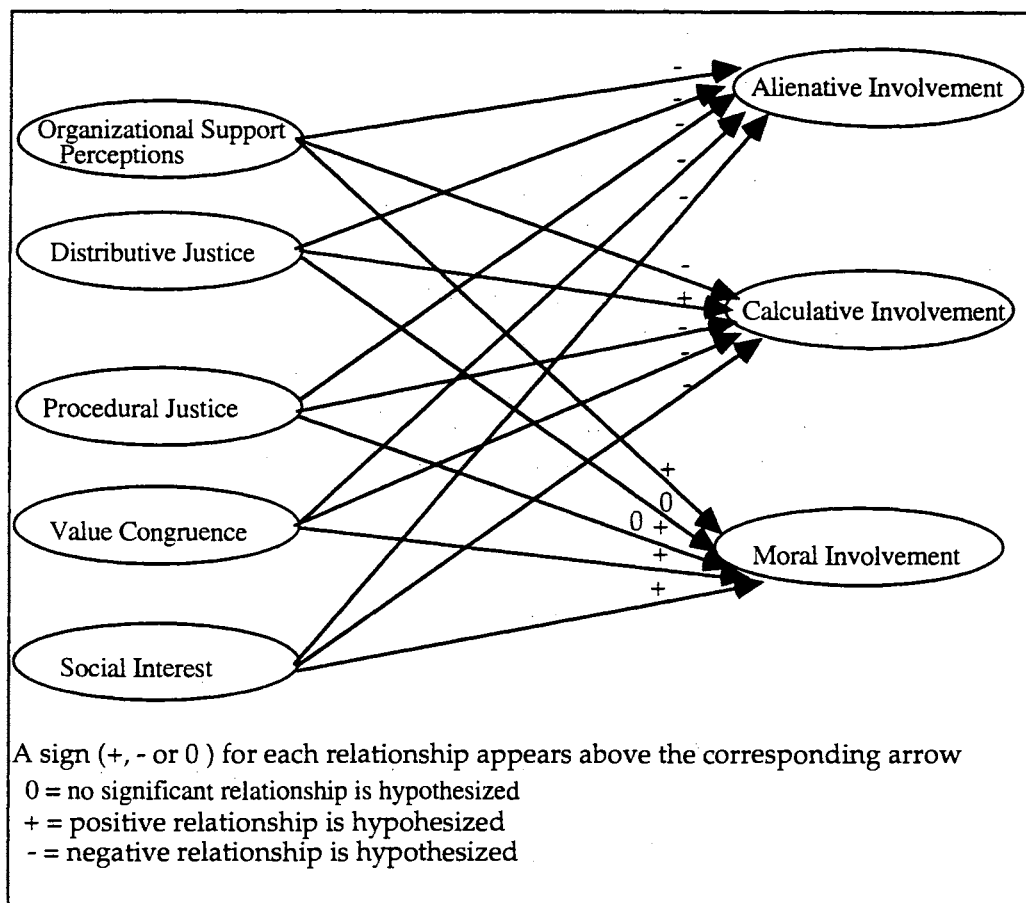 -
Alienative Involvement
-
-
-
-
Organizational Support
Perceptions
Distributive Justice
-
+
-
-
-
Calculative Involvement
Procedural Justice
+
0
0 +
+
+
Value Congruence
Moral Involvement
Social Interest
A sign (+, - or 0 ) for each relationship appears above the corresponding arrow
0 = no significant relationship is hypothesized
+ = positive relationship is hypohesized
- = negative relationship is hypothesized